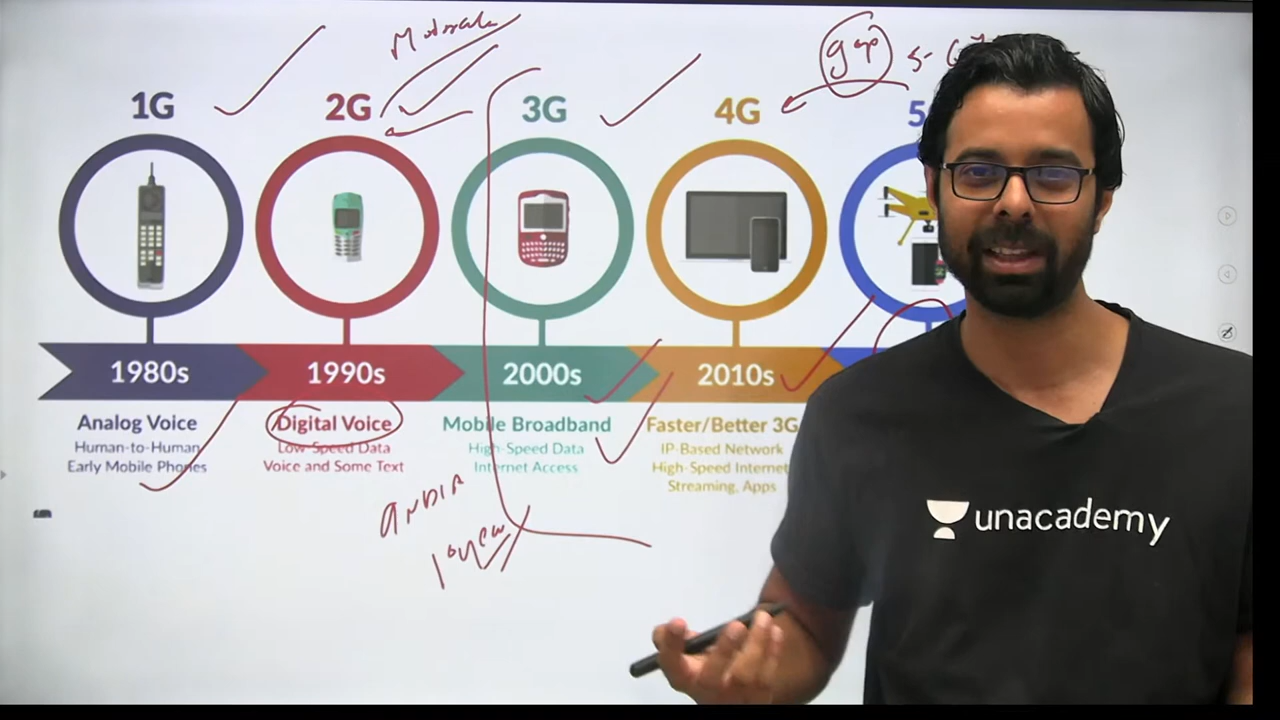 gap
1G
2G
3G
4G
5
1980s
1990s
2000s
2010s
Analog Voice
Human-to-Human
Early Mobile Phones
Digital Voice
Low-Speed Data
Voice and Some Text
Mobile Broadband
High-Speed Data
Internet Access
Faster/Better 3G
IP-Based Network
High-Speed Internet
Streaming, Apps
unacademy